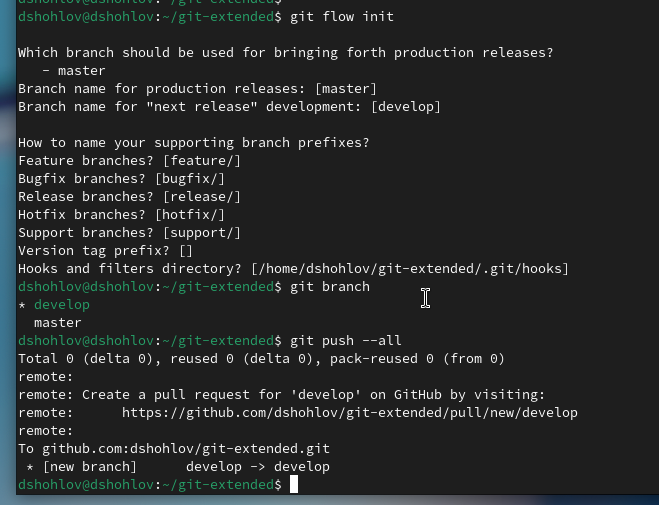 dshohlov@dshohlov:~/git-extended$ git flow init

Which branch should be used for bringing forth production releases?
   - master
Branch name for production releases: [master]
Branch name for "next release" development: [develop]

How to name your supporting branch prefixes?
Feature branches? [feature/]
Bugfix branches? [bugfix/]
Release branches? [release/]
Hotfix branches? [hotfix/]
Support branches? [support/]
Version tag prefix? []
Hooks and filters directory? [/home/dshohlov/git-extended/.git/hooks]
dshohlov@dshohlov:~/git-extended$ git branch
* develop
  master
dshohlov@dshohlov:~/git-extended$ git push --all
Total 0 (delta 0), reused 0 (delta 0), pack-reused 0 (from 0)
remote:
remote: Create a pull request for 'develop' on GitHub by visiting:
remote:      https://github.com/dshohlov/git-extended/pull/new/develop
remote:
To github.com:dshohlov/git-extended.git
 * [new branch]      develop -> develop
dshohlov@dshohlov:~/git-extended$